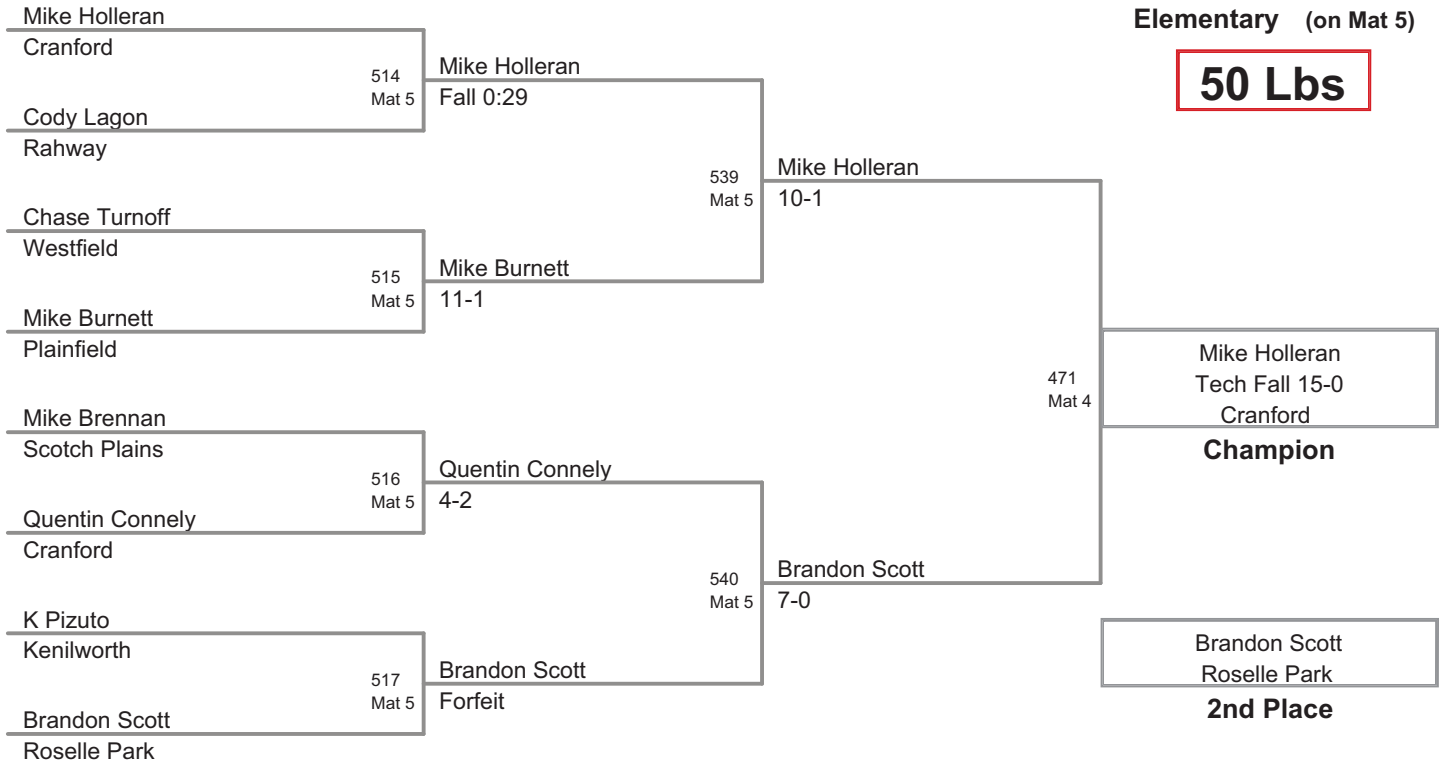 Elementary (on Mat 5)
50 Lbs
Mike Holleran
Cranford
514
Mat 5
Cody Lagon
Rahway
Mike Holleran
Fall 0:29
Chase Turnoff
Westfield
515
Mat 5
Mike Burnett
Plainfield
Mike Burnett
11-1
539
Mat 5
Mike Holleran
10-1
Mike Brennan
Scotch Plains
516
Mat 5
Quentin Connely
Cranford
Quentin Connely
4-2
K Pizuto
Kenilworth
517
Mat 5
Brandon Scott
Roselle Park
Brandon Scott
Forfeit
540
Mat 5
Brandon Scott
7-0
471
Mat 4
Mike Holleran
Tech Fall 15-0
Cranford
Champion
Brandon Scott
Roselle Park
2nd Place